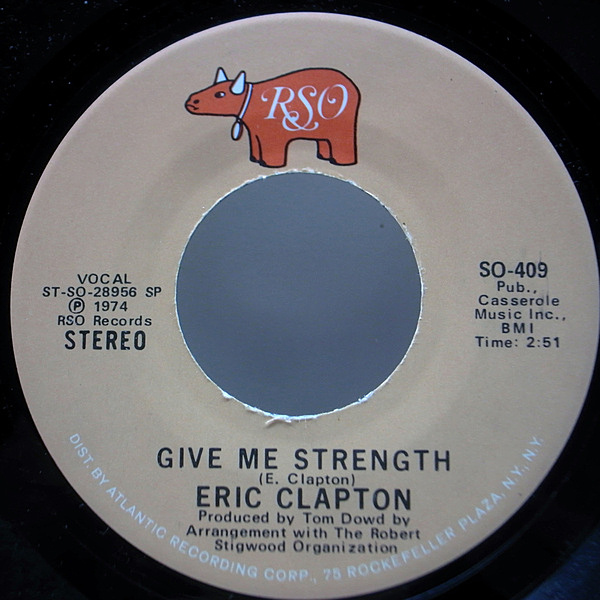 RSO
VOCAL
ST-SO-28956 SP
Ⓟ 1974
RSO Records
STEREO
SO-409
Pub.,
Casserole
Music Inc.,
BMI
Time: 2:51
GIVE ME STRENGTH
(E. Clapton)
ERIC CLAPTON
Produced by Tom Dowd by
Arrangement with The Robert
Stigwood Organization
DIST. BY ATLANTIC RECORDING CORP., 75 ROCKEFELLER PLAZA, N.Y., N.Y.